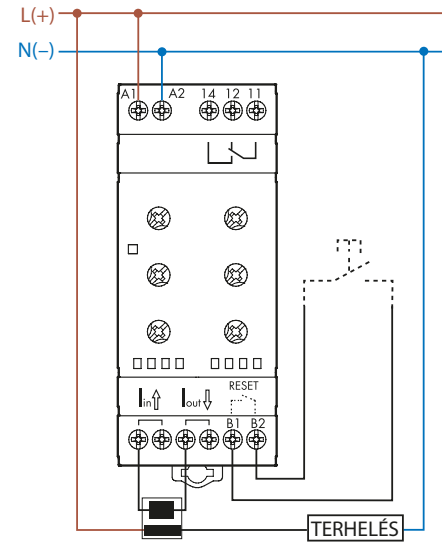 L(+)
N(–)
A1 A2 14 12 11
RESET
Iin Iout
B1 B2
TERHELÉS